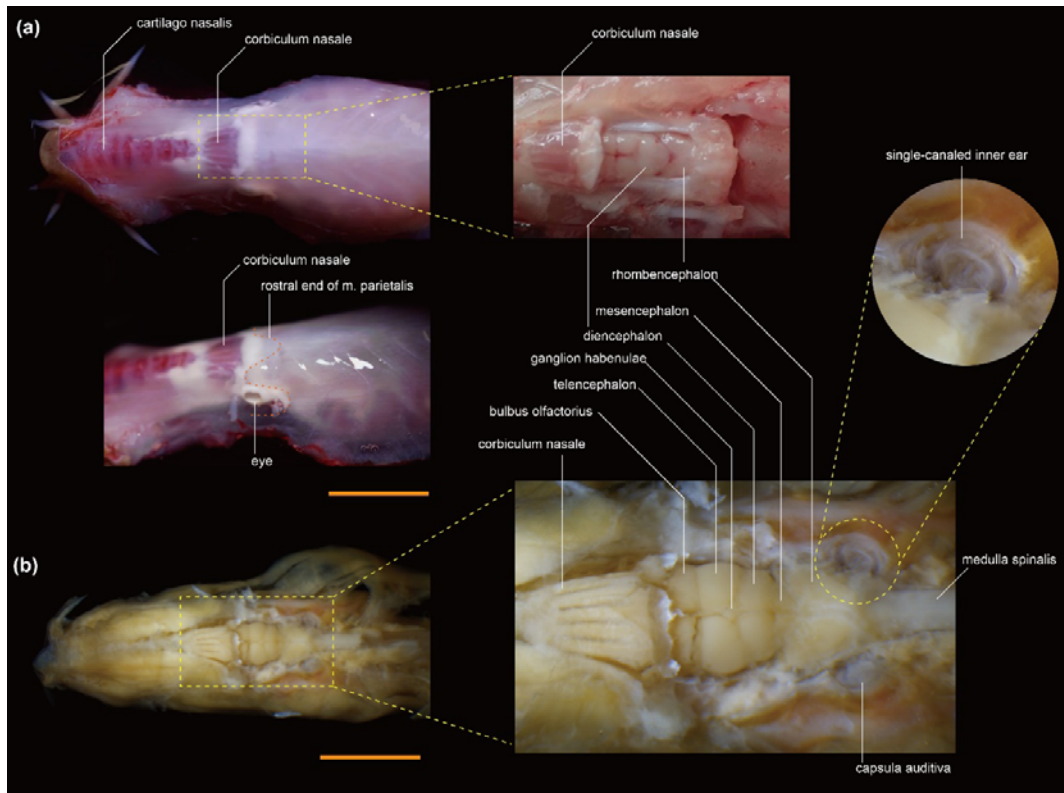 (a)
cartilago nasalis
corbiculum nasale
corbiculum nasale
single-canaled inner ear
corbiculum nasale
rostral end of m. parietalis
eye
rhombencephalon
mesencephalon
diencephalon
ganglion habenulae
telencephalon
bulbus olfactorius
corbiculum nasale
(b)
medulla spinalis
capsula auditiva